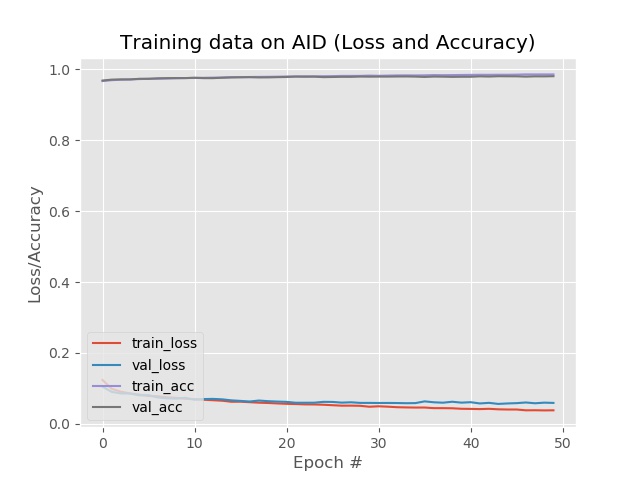 Training data on AID (Loss and Accuracy)
1.0
0.8
0.6
0.4
0.2
0.0
Loss/Accuracy
train_loss
val_loss
train_acc
val_acc
0
10
20
30
40
50
Epoch #